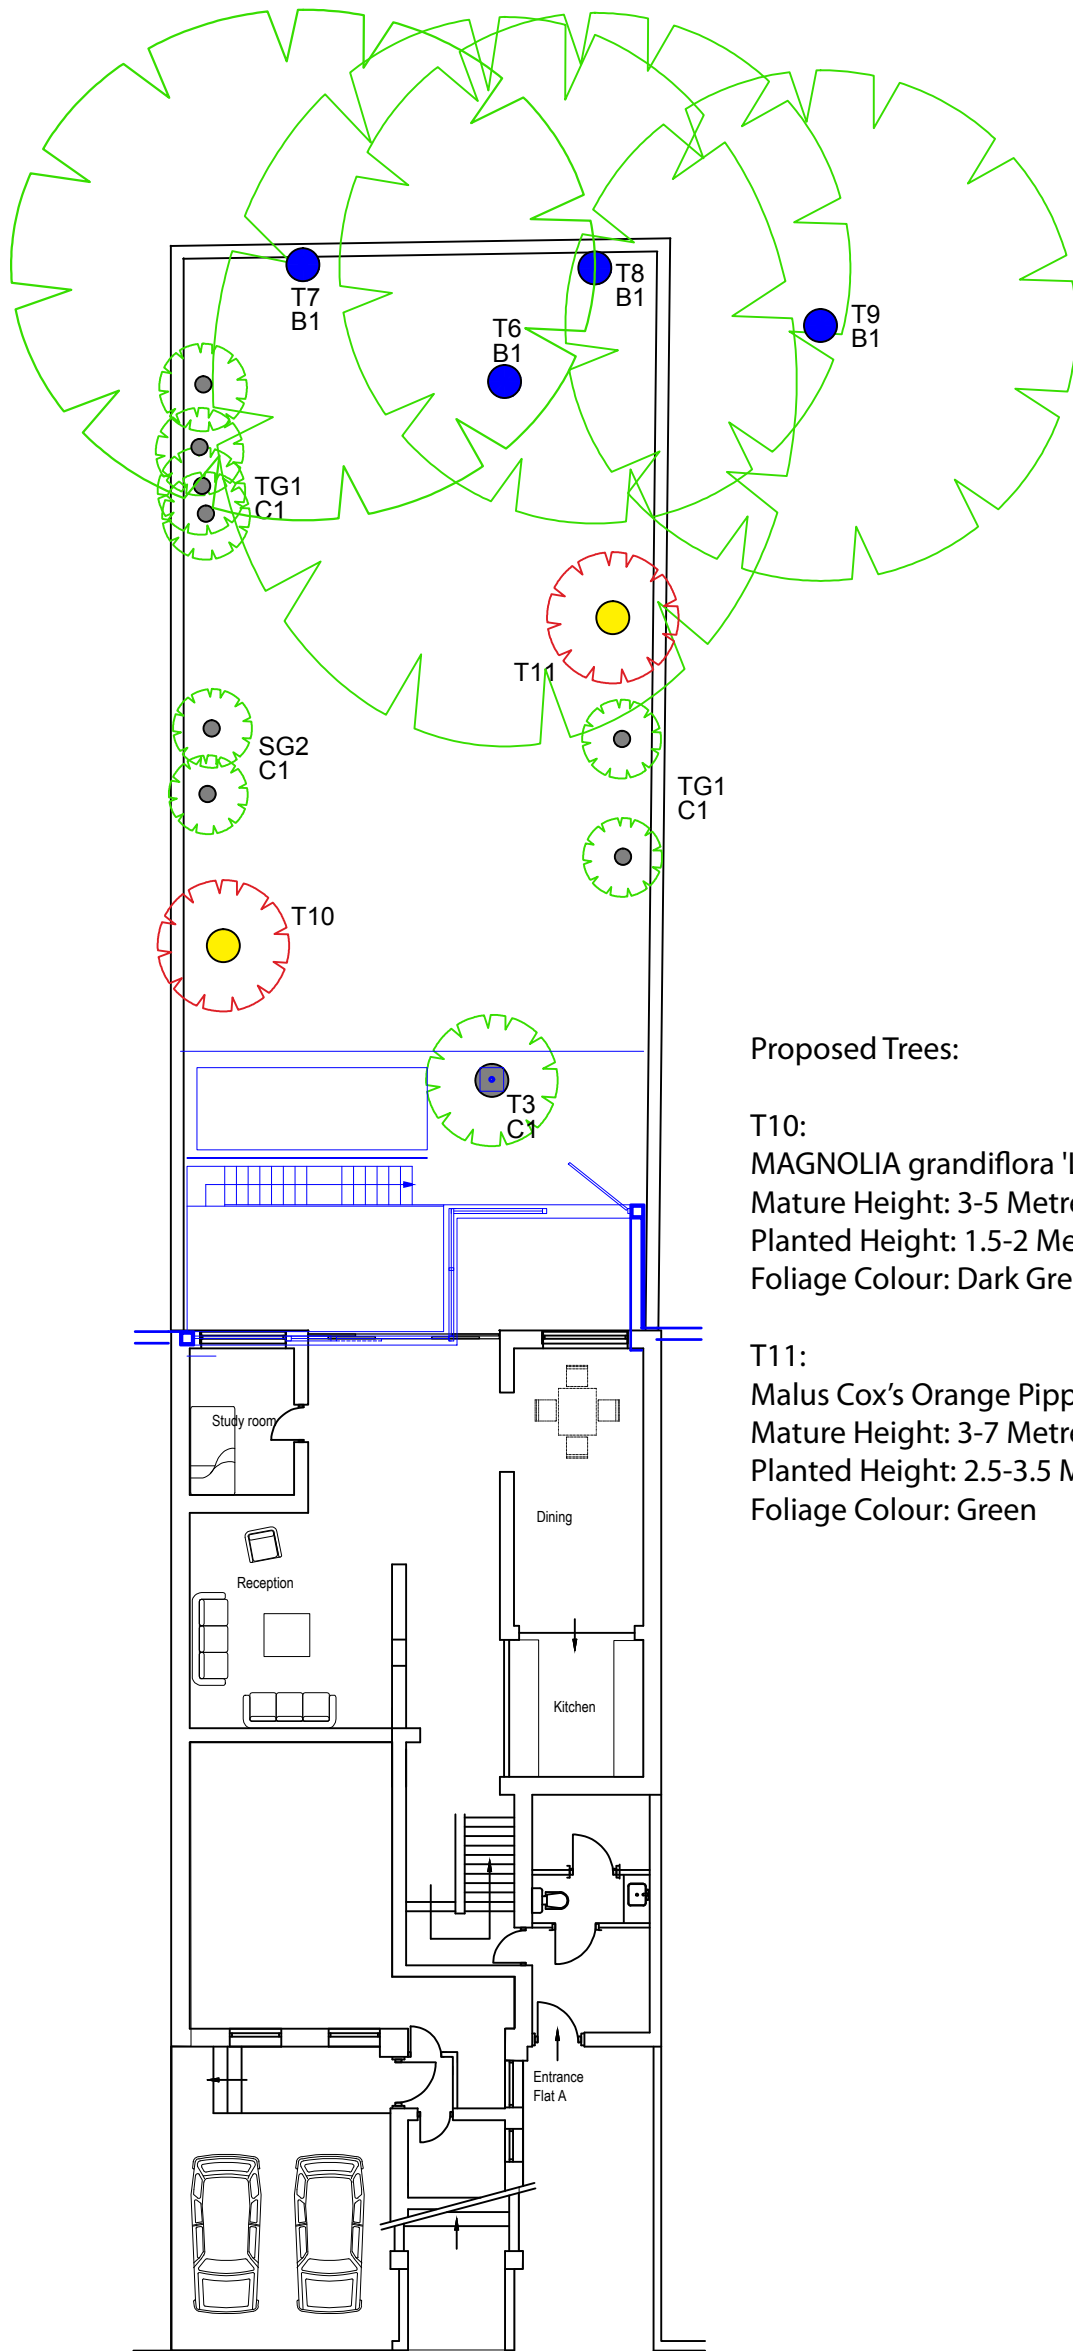 T7
B1
T8
B1
T6
B1
T9
B1
TG1
C1
T11
SG2
C1
TG1
C1
T10
T3
C1
Proposed Trees:
T10:
MAGNOLIA grandiflora
Mature Height: 3-5
Planted Height: 1.5-2
Foliage Colour: Dark
T11:
Malus Cox's Orange
Mature Height: 3-7
Planted Height: 2.5-3.5
Foliage Colour: Green
Study room
Dining
Reception
Kitchen
Entrance
Flat A